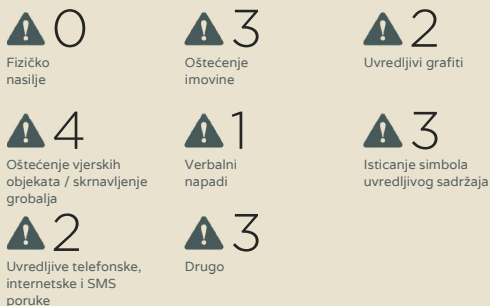 0
Fizičko
nasilje
3
Oštećenje
imovine
2
Uvredljivi grafiti
4
Oštećenje vjerskih
objekata / skrnavljenje
grobalja
1
Verbalni
napadi
3
Isticanje simbola
uvredljivog sadržaja
2
Uvredljive telefonske,
internetske i SMS
poruke
3
Drugo